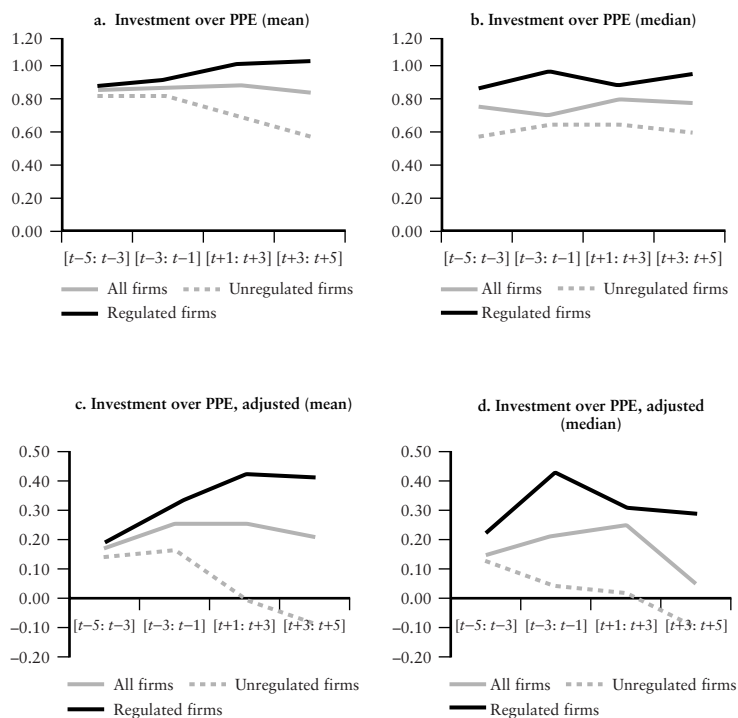 a. Investment over PPE (mean)
1.20
1.00
0.80
0.60
0.40
0.20
0.00
[t−5: t−3] [t−3: t−1] [t+1: t+3] [t+3: t+5]
All firms Unregulated firms
Regulated firms
b. Investment over PPE (median)
1.20
1.00
0.80
0.60
0.40
0.20
0.00
[t−5: t−3] [t−3: t−1] [t+1: t+3] [t+3: t+5]
All firms Unregulated firms
Regulated firms
c. Investment over PPE, adjusted (mean)
0.50
0.40
0.30
0.20
0.10
0.00
–0.10
–0.20
[t−5: t−3] [t−3: t−1] [t+1: t+3] [t+3: t+5]
All firms Unregulated firms
Regulated firms
d. Investment over PPE, adjusted
(median)
0.50
0.40
0.30
0.20
0.10
0.00
–0.10
–0.20
[t−5: t−3] [t−3: t−1] [t+1: t+3] [t+3: t+5]
All firms Unregulated firms
Regulated firms